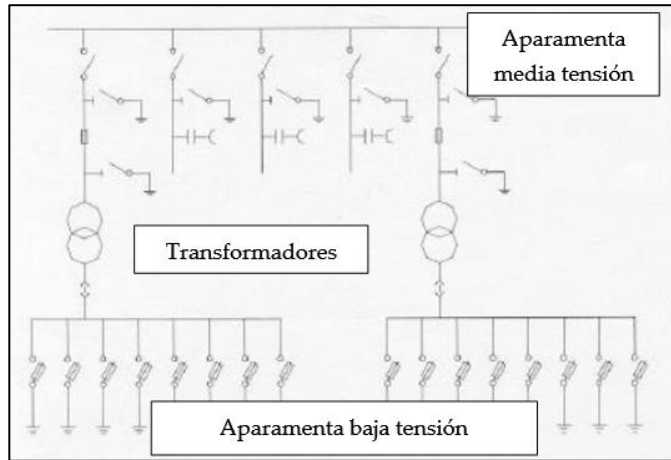 Aparamenta
media tensión
Transformadores
Aparamenta baja tensión